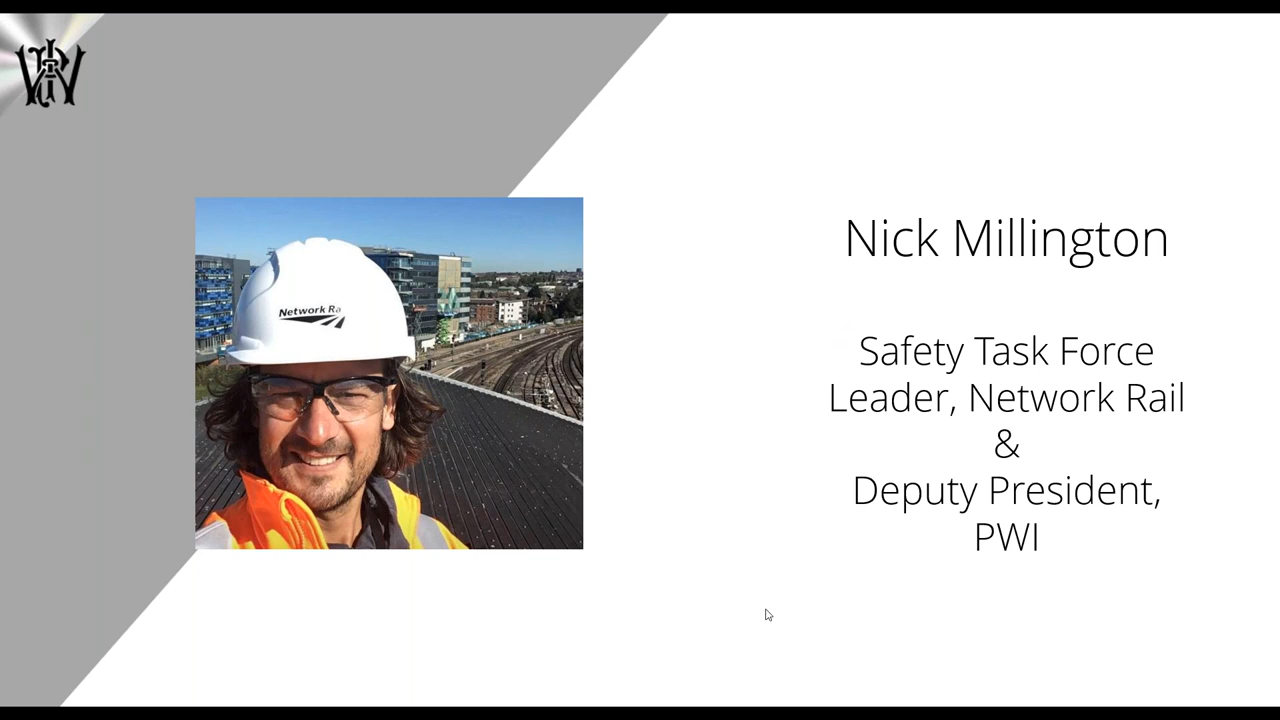 Nick Millington
Safety Task Force
Leader, Network Rail
&
Deputy President,
PWI
Network Ra